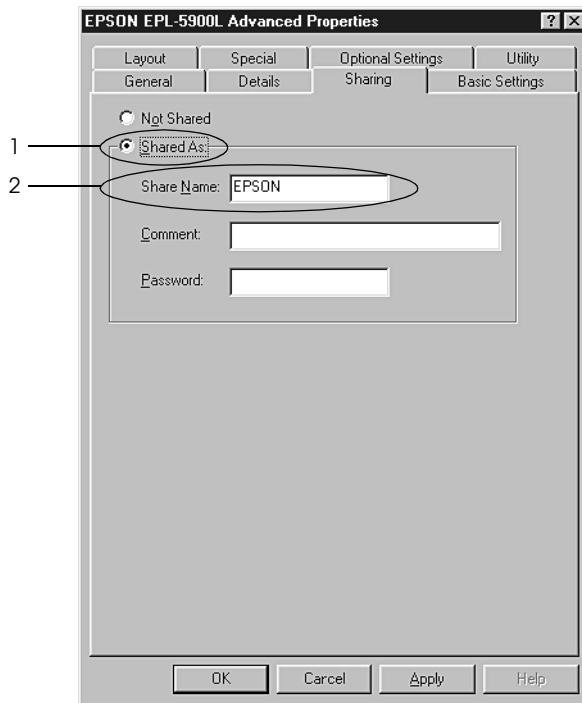 EPSON EPL-5900L Advanced Properties
Layout Special Optional Settings Utility
General Details Sharing Basic Settings
Not Shared
1 Shared As:
2 Share Name: EPSON
Comment:
Password:
OK Cancel Apply Help